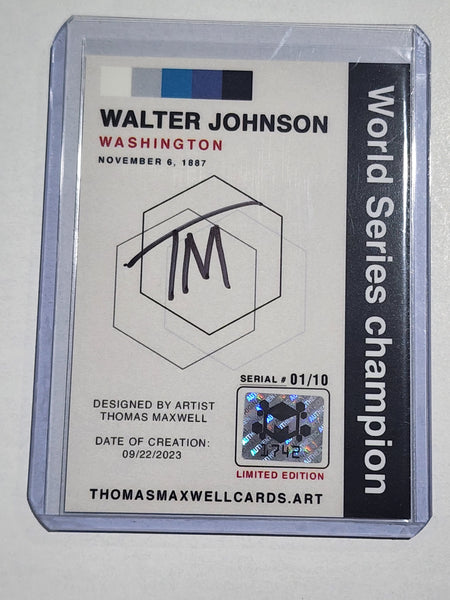 WALTER JOHNSON
WASHINGTON
NOVEMBER 6, 1887
World Series champion
TM
SERIAL # 01/10
DESIGNED BY ARTIST
THOMAS MAXWELL
DATE OF CREATION:
09/22/2023
1742
LIMITED EDITION
THOMASMAXWELLCARDS.ART